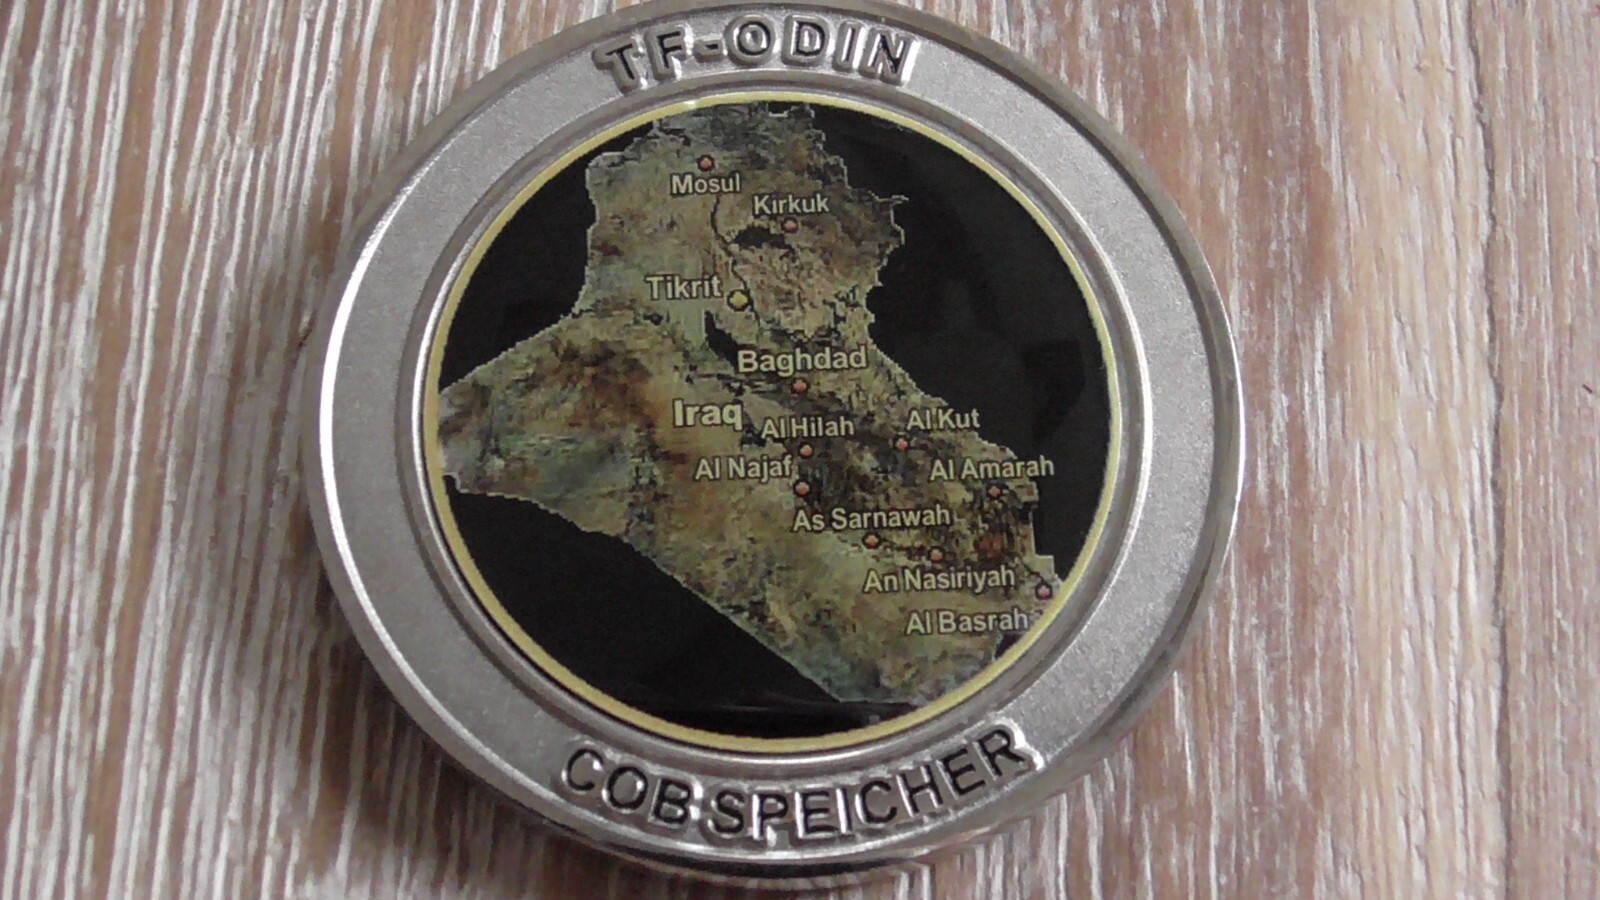 TF-ODIN
Mosul
Kirkuk
Tikrit
Baghdad
Iraq
Al Hilah
Al Kut
Al Najaf
Al Amarah
As Sarnawah
An Nasiriyah
Al Basrah
COB SPEICHER